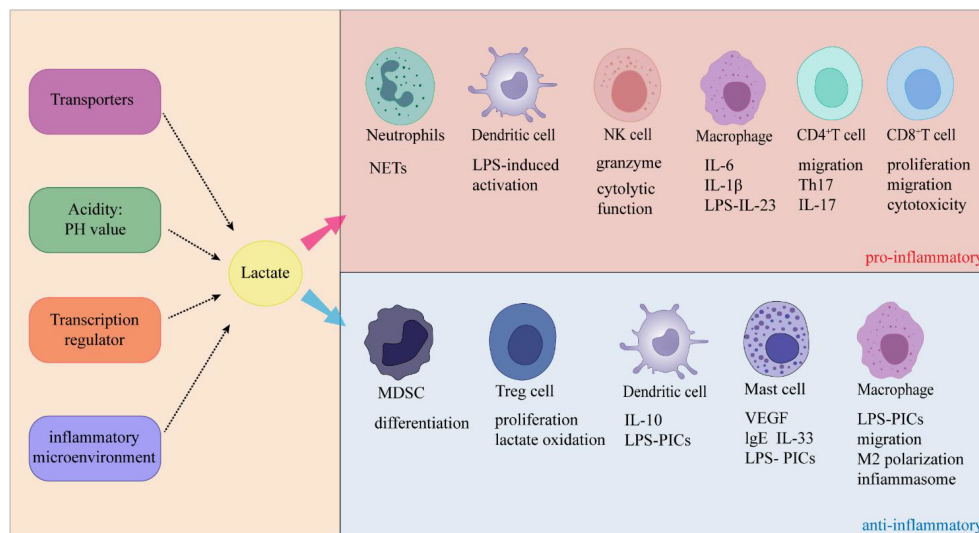 Transporters
Acidity:
PH value
Transcription
regulator
inflammatory
microenvironment
Lactate
Neutrophils
NETs
Dendritic cell
LPS-induced
activation
NK cell
granzyme
cytolytic
function
Macrophage
IL-6
IL-1β
LPS-IL-23
CD4⁺T cell
migration
Th17
IL-17
CD8⁺T cell
proliferation
migration
cytotoxicity
pro-inflammatory
MDSC
differentiation
Treg cell
proliferation
lactate oxidation
Dendritic cell
IL-10
LPS-PICs
Mast cell
VEGF
lgE IL-33
LPS- PICs
Macrophage
LPS-PICs
migration
M2 polarization
infiammasome
anti-inflammatory